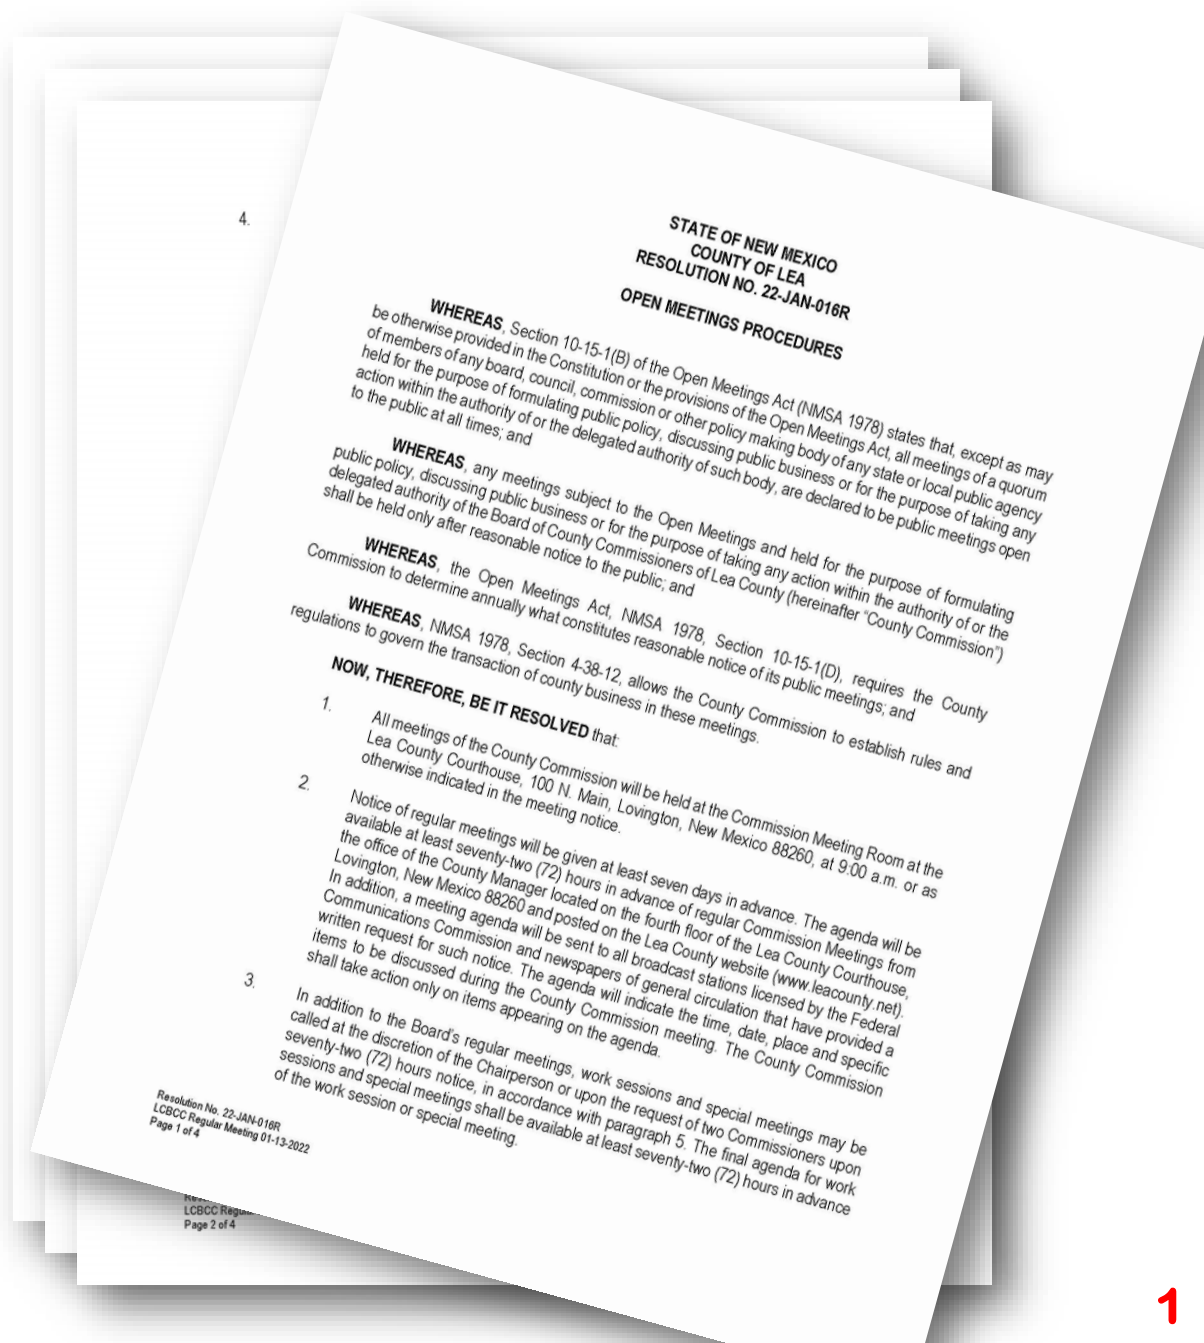 STATE OF NEW MEXICO
COUNTY OF LEA
RESOLUTION NO. 22-JAN-016R
OPEN MEETINGS PROCEDURES
WHEREAS, Section 10-15-1(B) of the Open Meetings Act (NMSA 1978) states that, except as may
be otherwise provided in the Constitution or the provisions of the Open Meetings Act, all meetings of a quorum
of members of any board, council, commission or other policy making body of any state or local public agency
held for the purpose of formulating public policy, discussing public business or for the purpose of taking any
action within the authority of or the delegated authority of such body, are declared to be public meetings open
to the public at all times; and
WHEREAS, any meetings subject to the Open Meetings and held for the purpose of formulating
public policy, discussing public business or for the purpose of taking any action within the authority of or the
delegated authority of the Board of County Commissioners of Lea County (hereinafter “County Commission”)
shall be held only after reasonable notice to the public; and
WHEREAS, the Open Meetings Act, NMSA 1978, Section 10-15-1(D), requires the County
Commission to determine annually what constitutes reasonable notice of its public meetings; and
WHEREAS, NMSA 1978, Section 4-38-12, allows the County Commission to establish rules and
regulations to govern the transaction of county business in these meetings.
NOW, THEREFORE, BE IT RESOLVED that:
1. All meetings of the County Commission will be held at the Commission Meeting Room at the
Lea County Courthouse, 100 N. Main, Lovington, New Mexico 88260, at 9:00 a.m. or as
otherwise indicated in the meeting notice.
2. Notice of regular meetings will be given at least seven days in advance. The agenda will be
available at least seventy-two (72) hours in advance of regular Commission Meetings from
the office of the County Manager located on the fourth floor of the Lea County Courthouse,
Lovington, New Mexico 88260 and posted on the Lea County website (www.leacounty.net).
In addition, a meeting agenda will be sent to all broadcast stations licensed by the Federal
Communications Commission and newspapers of general circulation that have provided a
written request for such notice. The agenda will indicate the time, date, place and specific
items to be discussed during the County Commission meeting. The County Commission
shall take action only on items appearing on the agenda.
3. In addition to the Board's regular meetings, work sessions and special meetings may be
called at the discretion of the Chairperson or upon the request of two Commissioners upon
seventy-two (72) hours notice, in accordance with paragraph 5. The final agenda for work
sessions and special meetings shall be available at least seventy-two (72) hours in advance
of the work session or special meeting.
Resolution No. 22-JAN-016R
LCBCC Regular Meeting 01-13-2022
Page 1 of 4
4.
LCBCC
Page 2 of 4
1